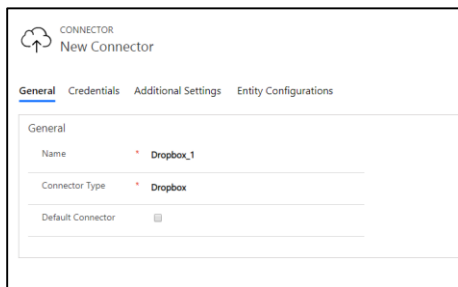 CONNECTOR
New Connector
General Credentials Additional Settings Entity Configurations
General
Name * Dropbox_1
Connector Type * Dropbox
Default Connector